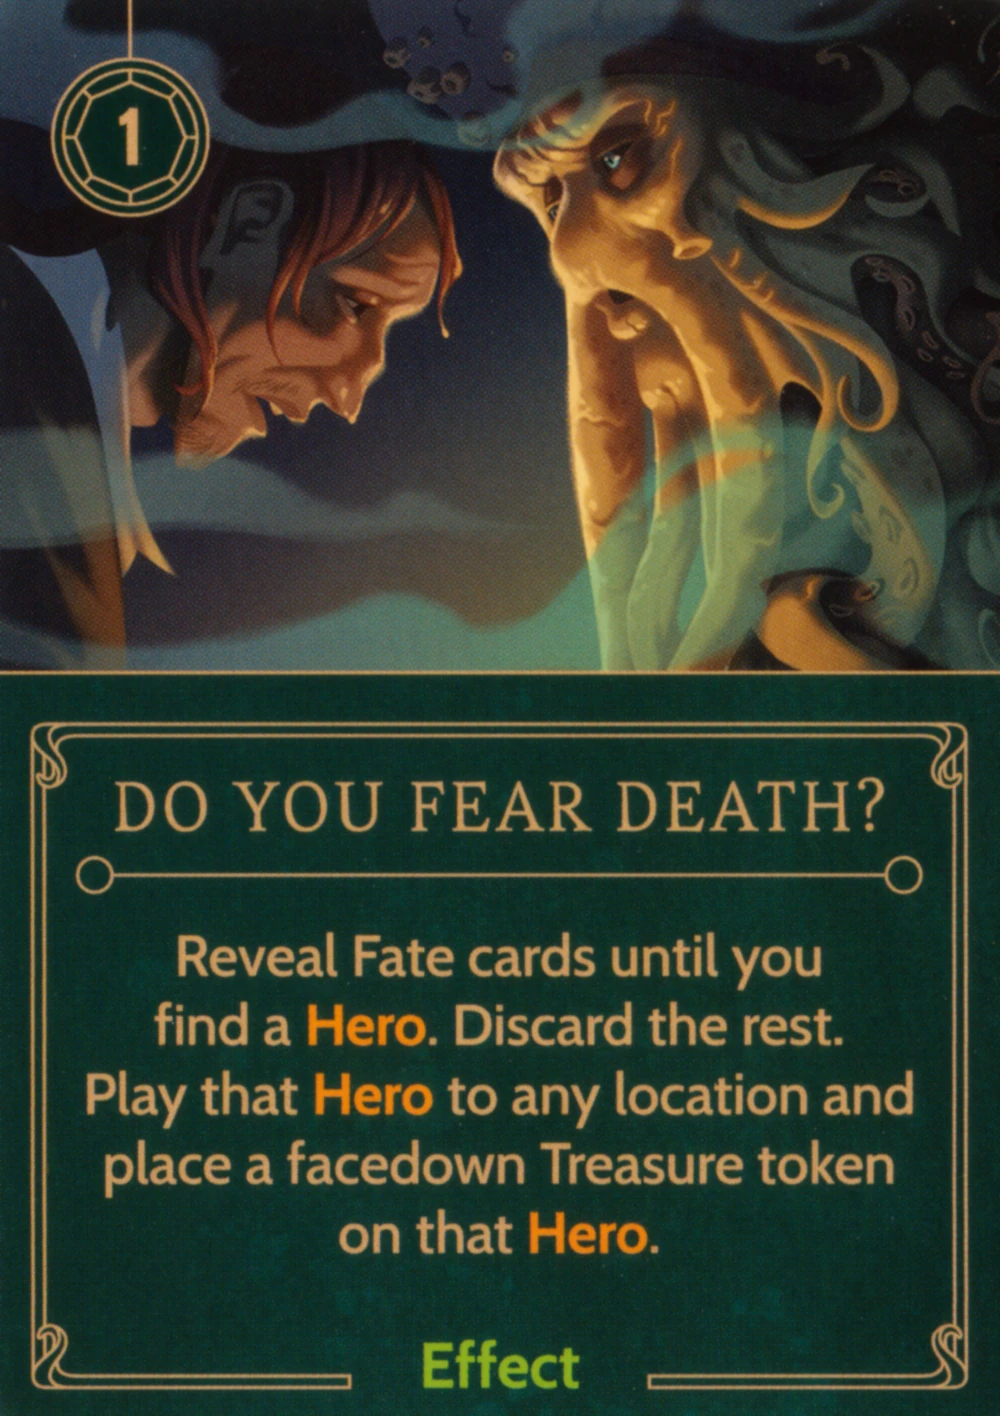 1
DO YOU FEAR DEATH?
Reveal Fate cards until you
find a Hero. Discard the rest.
Play that Hero to any location and
place a facedown Treasure token
on that Hero.
Effect